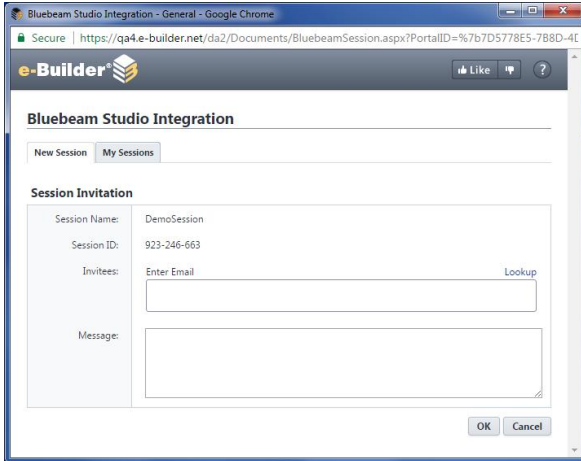 Bluebeam Studio Integration - General - Google Chrome
Secure | https://qa4.e-builder.net/da2/Documents/BluebeamSession.aspx?PortalID=%7b7D5778E5-7B8D-4D
e-Builder®
Like
?
Bluebeam Studio Integration
New Session My Sessions
Session Invitation
Session Name: DemoSession
Session ID: 923-246-663
Invitees: Enter Email Lookup
Message:
OK Cancel